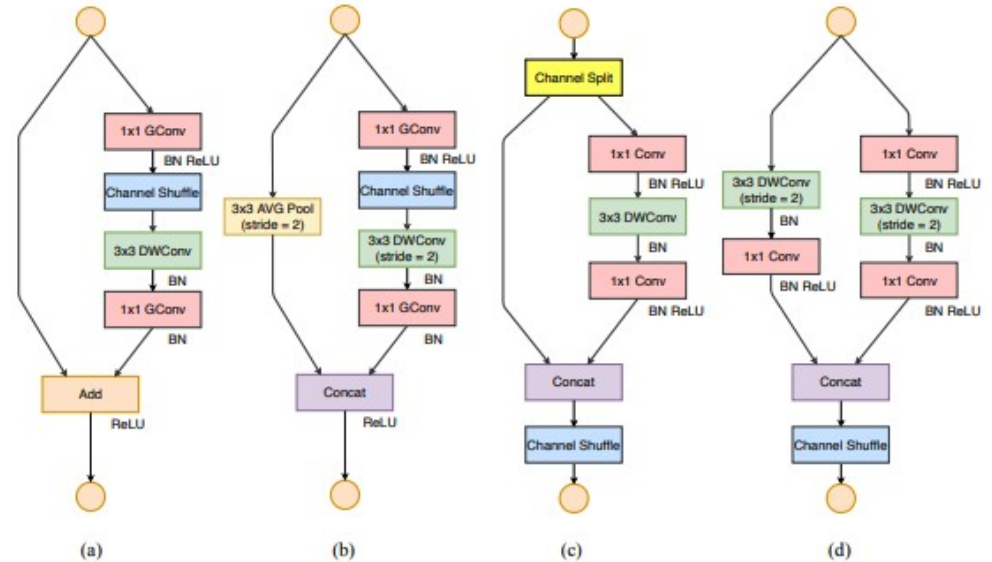 1x1 GConv
BN ReLU
Channel Shuffle
3x3 DWConv
BN
1x1 GConv
BN
Add
ReLU
(a)
1x1 GConv
BN ReLU
Channel Shuffle
3x3 AVG Pool
(stride = 2)
3x3 DWConv
(stride = 2)
BN
1x1 GConv
BN
Concat
ReLU
(b)
Channel Split
1x1 Conv
BN ReLU
3x3 DWConv
BN
1x1 Conv
BN ReLU
Concat
Channel Shuffle
(c)
3x3 DWConv
(stride = 2)
BN
1x1 Conv
BN ReLU
1x1 Conv
BN ReLU
3x3 DWConv
(stride = 2)
BN
1x1 Conv
BN ReLU
Concat
Channel Shuffle
(d)